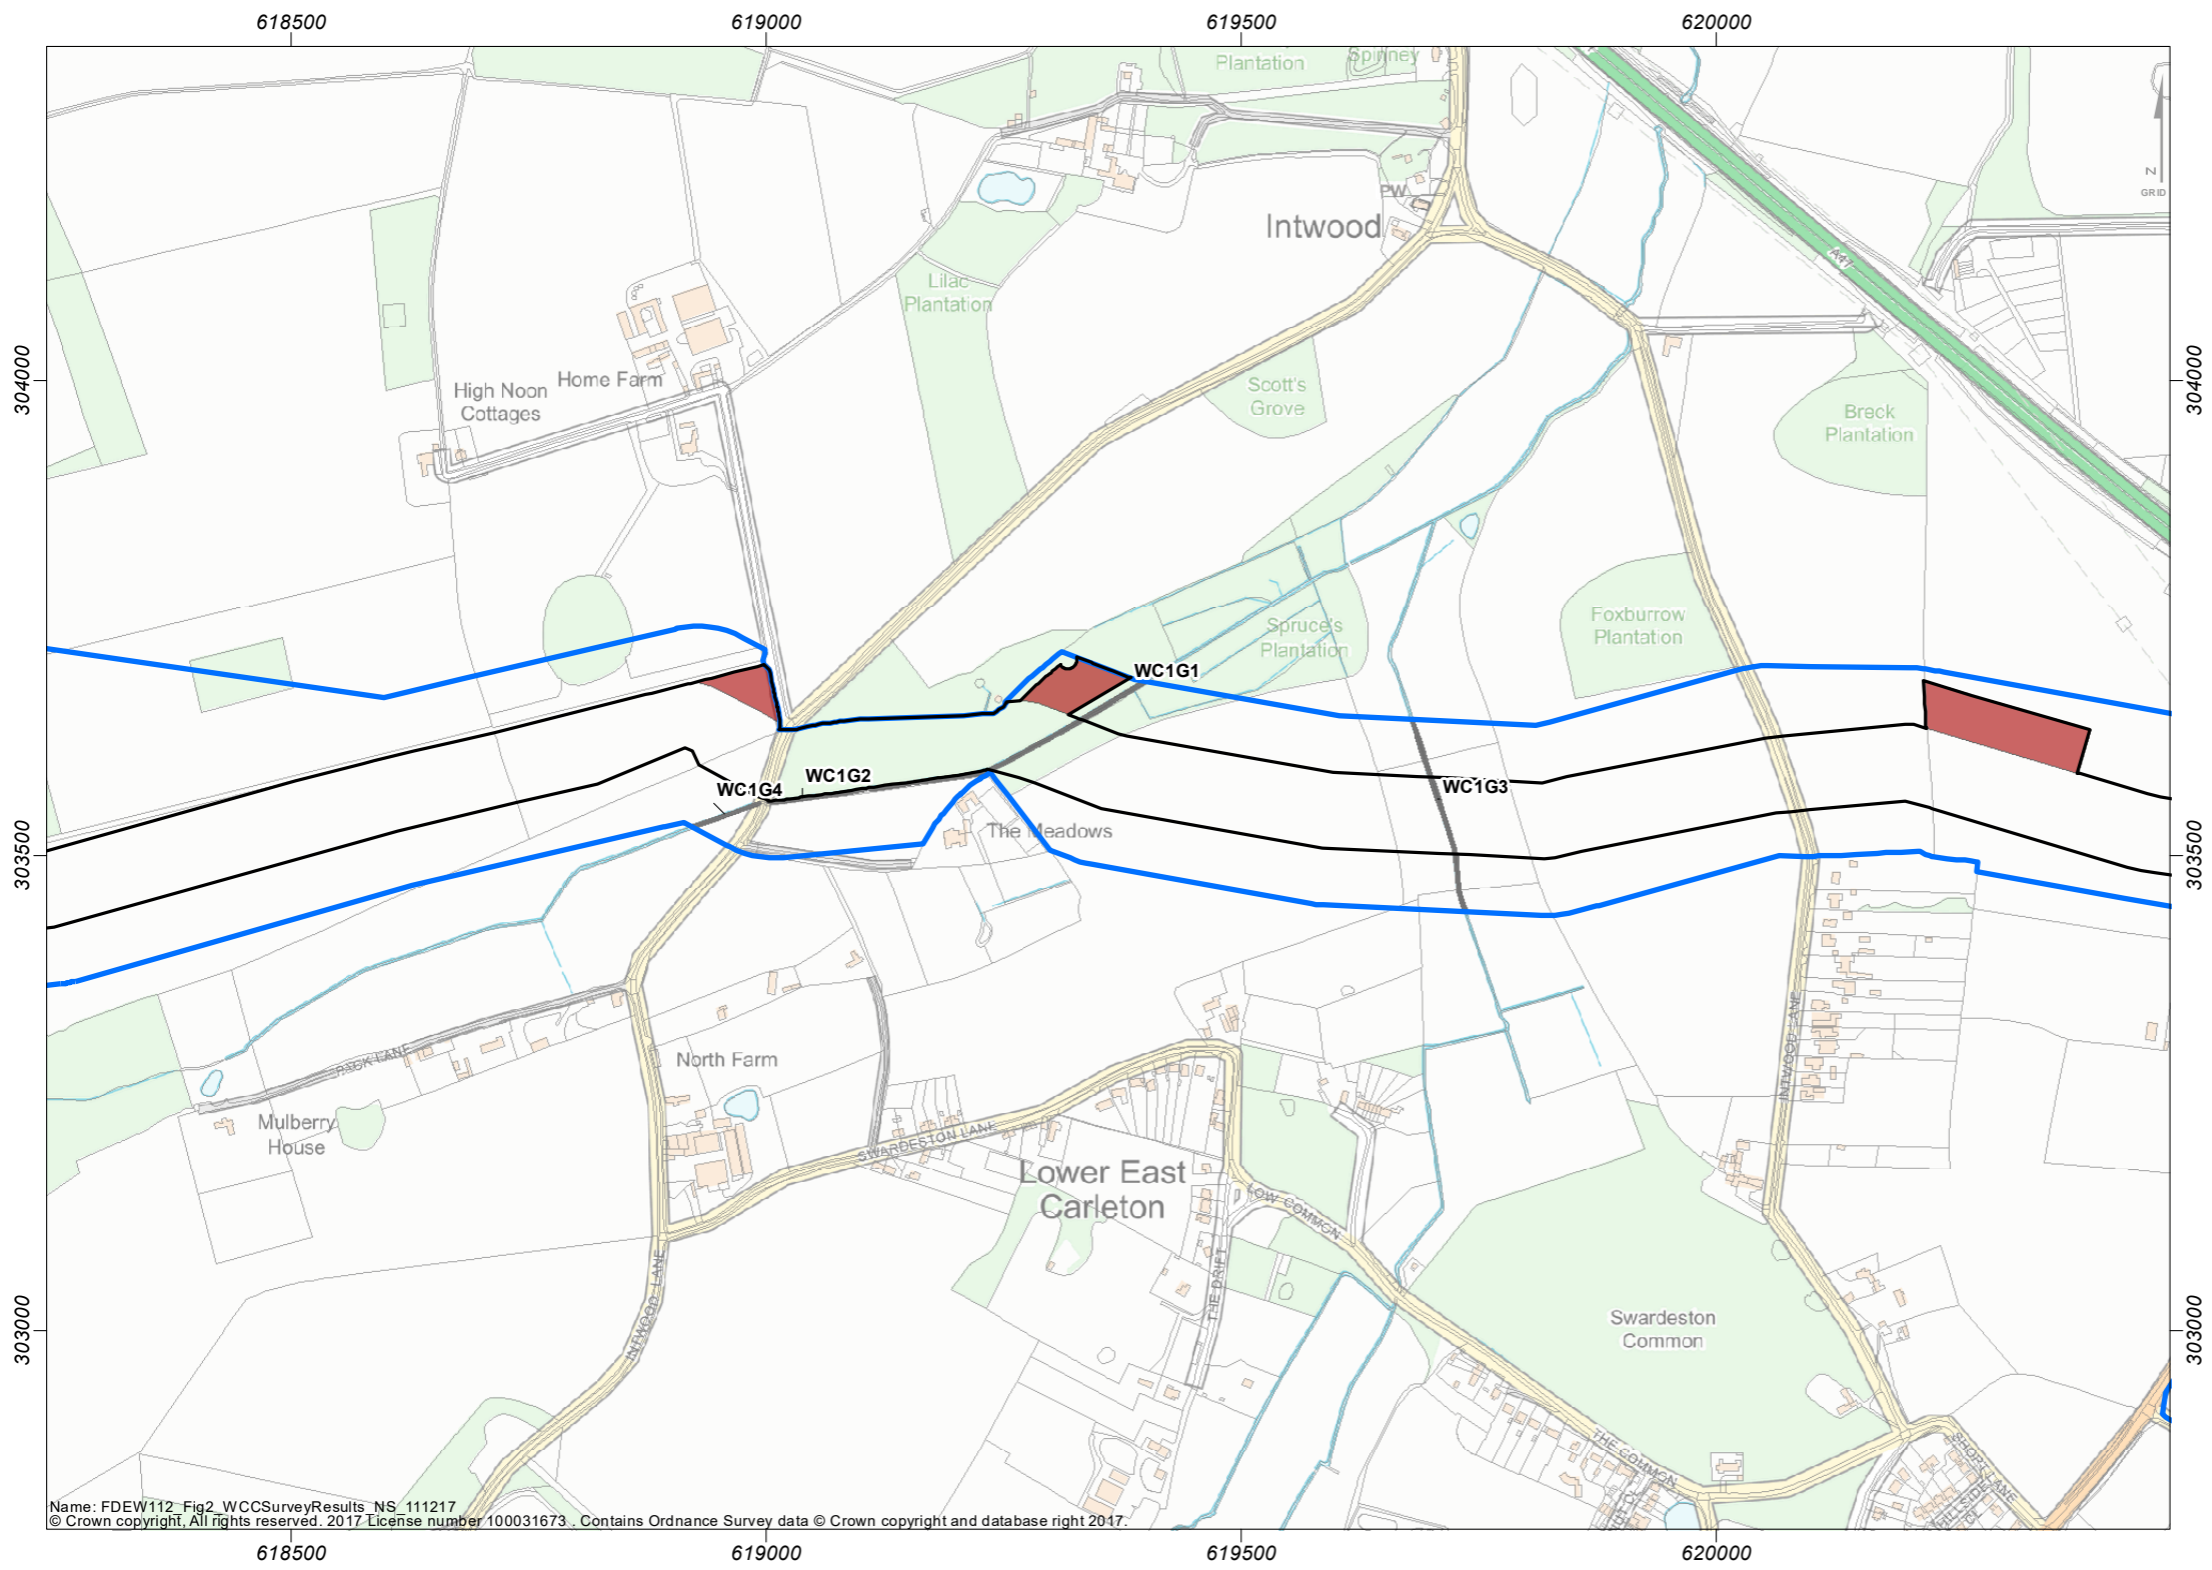 618500
619000
619500
620000
Plantation
Spinney
N
GRID
PW
Intwood
A47
Lilac
Plantation
304000
304000
High Noon
Cottages
Home Farm
Scott's
Grove
Breck
Plantation
Foxburrow
Plantation
Spruce's
Plantation
WC1G1
WC1G2
WC1G4
WC1G3
The Meadows
303500
303500
INTWOOD LANE
JACK LANE
North Farm
Mulberry
House
SWARDESTON LANE
Lower East
Carleton
LOW COMMON
THE DRIFT
INTWOOD LANE
Swardeston
Common
303000
303000
THE COMMON
SHORT LANE
Name: FDEW112_Fig2_WCCSurveyResults_NS_111217
© Crown copyright, All rights reserved. 2017 License number 100031673 . Contains Ordnance Survey data © Crown copyright and database right 2017.
618500
619000
619500
620000